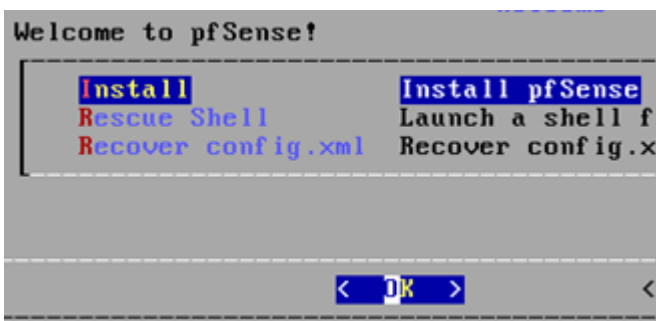 Welcome to pfSense!
Install Install pfSense
Rescue Shell Launch a shell f
Recover config.xml Recover config.x
< OK > <